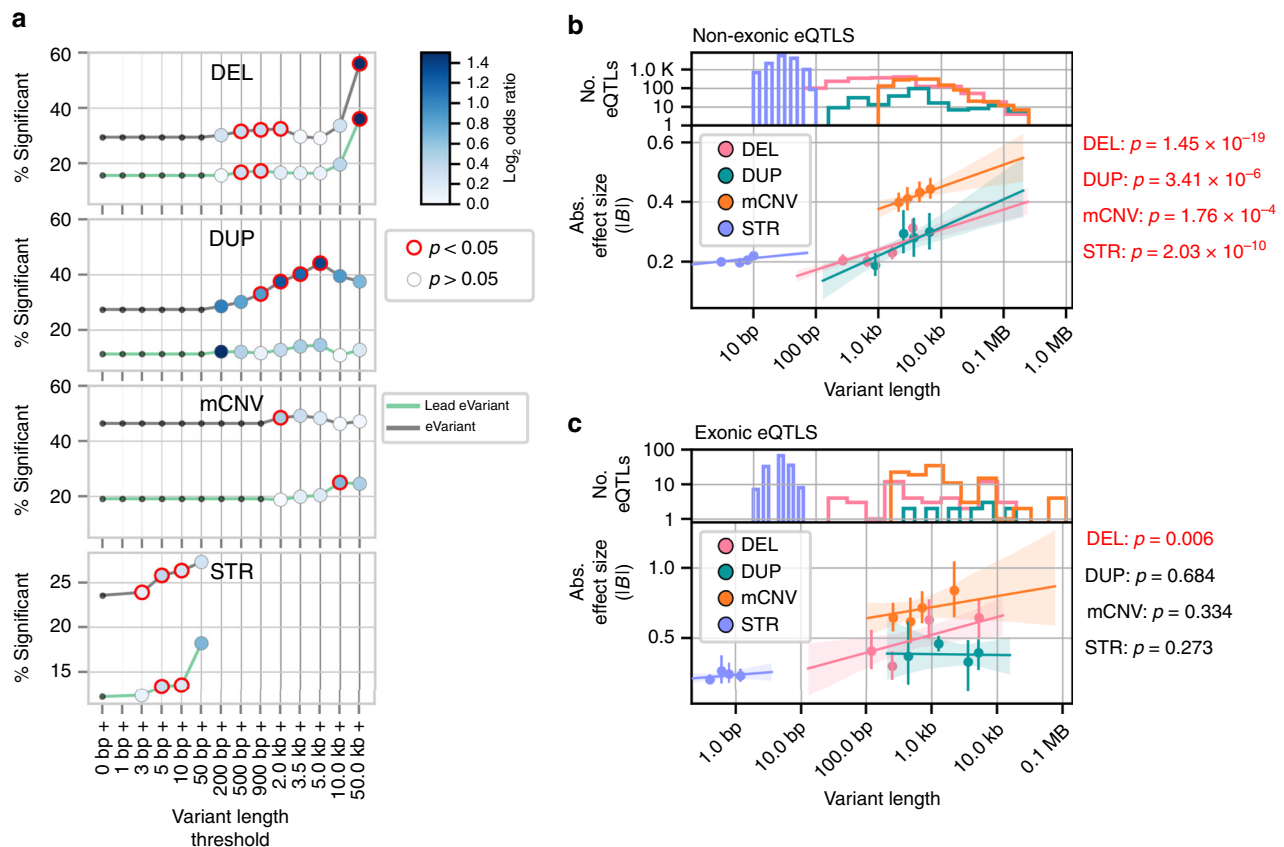 a
60
40
20
% Significant
DEL
1.4
1.2
1.0
0.8
0.6
0.4
0.2
0.0
Log2 odds ratio
60
40
20
% Significant
DUP
p < 0.05
p > 0.05
60
40
20
% Significant
mCNV
Lead eVariant
eVariant
25
20
15
% Significant
STR
0 bp +
1 bp +
3 bp +
5 bp +
10 bp +
50 bp +
200 bp +
500 bp +
900 bp +
2.0 kb +
3.5 kb +
5.0 kb +
10.0 kb +
50.0 kb +
Variant length
threshold
b
Non-exonic eQTLS
No.
eQTLs
1.0 K
100
10
1
Abs.
effect size
(|B|)
0.6
0.4
0.2
DEL
DUP
mCNV
STR
10 bp
100 bp
1.0 kb
10.0 kb
0.1 MB
1.0 MB
Variant length
DEL: p = 1.45 × 10–19
DUP: p = 3.41 × 10–6
mCNV: p = 1.76 × 10–4
STR: p = 2.03 × 10–10
c
Exonic eQTLS
No.
eQTLs
100
10
1
Abs.
effect size
(|B|)
1.0
0.5
DEL
DUP
mCNV
STR
1.0 bp
10.0 bp
100.0 bp
1.0 kb
10.0 kb
0.1 MB
Variant length
DEL: p = 0.006
DUP: p = 0.684
mCNV: p = 0.334
STR: p = 0.273